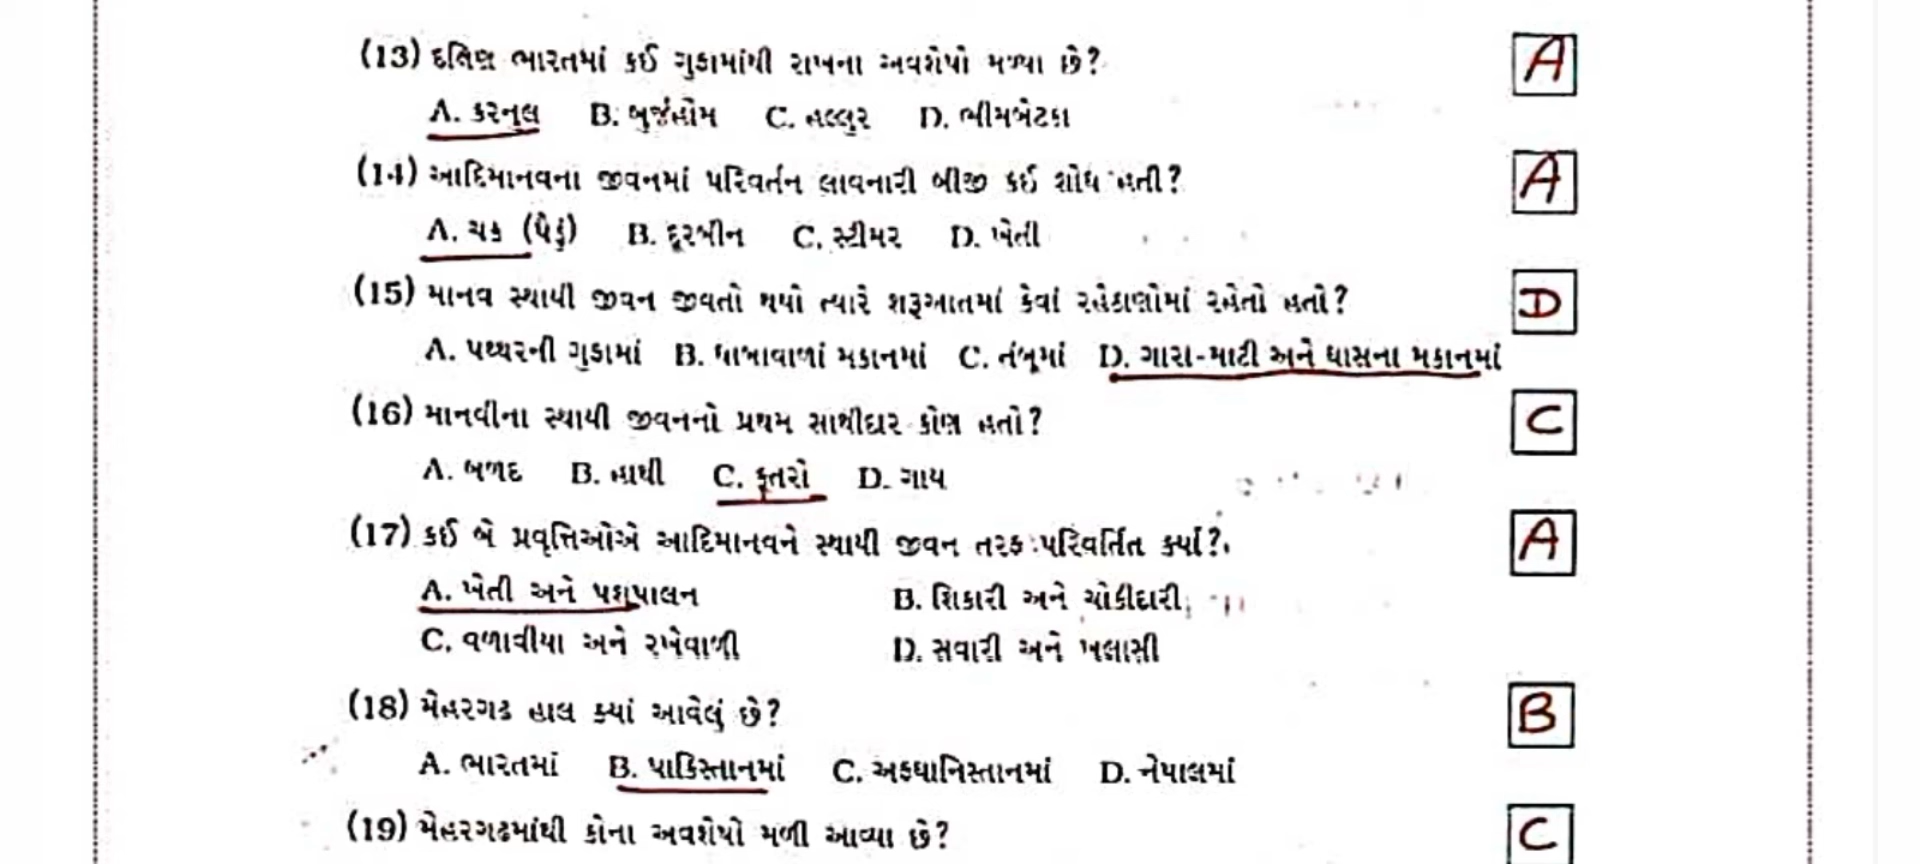 (13) દક્ષિણ ભારતમાં કઈ ગુફામાંથી રાખના અવશેષો મળ્યા છે? A
A. કરનુલ B. બુર્જહોમ C. હલ્લુર D. ભીમબેટકા
(14) આદિમાનવના જીવનમાં પરિવર્તન લાવનારી બીજી કઈ શોધ હતી? A
A. ચક્ર (પૈડું) B. દૂરબીન C. સ્ટીમર D. ખેતી
(15) માનવ સ્થાયી જીવન જીવતો થયો ત્યારે શરૂઆતમાં કેવાં રહેઠાણોમાં રહેતો હતો? D
A. પથ્થરની ગુફામાં B. ધાબાવાળાં મકાનમાં C. તંબૂમાં D. ગારા-માટી અને ઘાસના મકાનમાં
(16) માનવીના સ્થાયી જીવનનો પ્રથમ સાથીદાર કોણ હતો? C
A. બળદ B. હાથી C. કૂતરો D. ગાય
(17) કઈ બે પ્રવૃત્તિઓએ આદિમાનવને સ્થાયી જીવન તરફ પરિવર્તિત કર્યા? A
A. ખેતી અને પશુપાલન B. શિકારી અને ચોકીદારી
C. વળાવીયા અને રખેવાળી D. સવારી અને ખલાસી
(18) મેહરગઢ હાલ ક્યાં આવેલું છે? B
A. ભારતમાં B. પાકિસ્તાનમાં C. અફઘાનિસ્તાનમાં D. નેપાલમાં
(19) મેહરગઢમાંથી કોના અવશેષો મળી આવ્યા છે? C